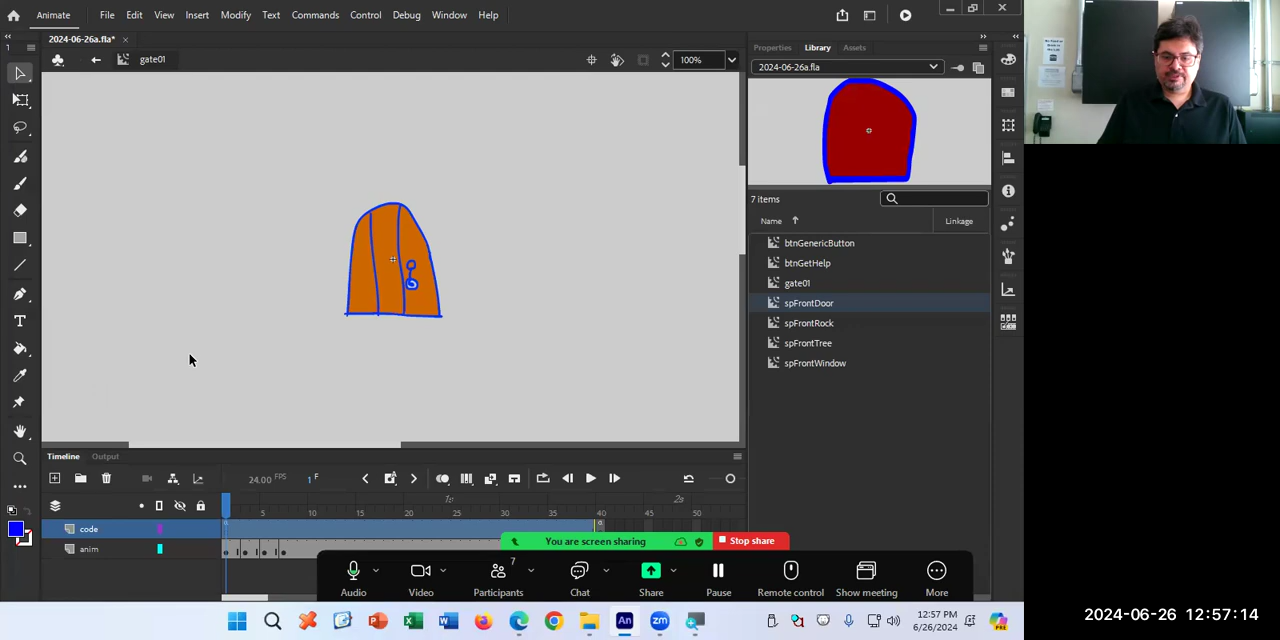 Animate File Edit View Insert Modify Text Commands Control Debug Window Help
2024-06-26a.fla* ×
1
gate01
100%
Properties Library Assets
2024-06-26a.fla
7 items
Name Linkage
btnGenericButton
btnGetHelp
gate01
spFrontDoor
spFrontRock
spFrontTree
spFrontWindow
Timeline Output
24.00 FPS 1 F
1s 2s
5 10 15 20 25 30 35 40 45 50
code
anim
You are screen sharing Stop share
7
Audio Video Participants Chat Share Pause Remote control Show meeting More
12:57 PM
6/26/2024
2024-06-26 12:57:14